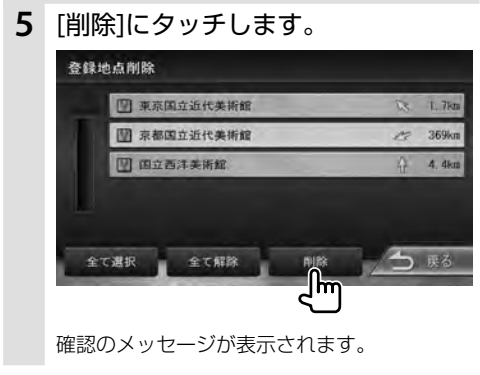 5 [削除]にタッチします。
登録地点削除
東京国立近代美術館 1.7km
京都国立近代美術館 369km
国立西洋美術館 4.4km
全て選択 全て解除 削除 戻る
確認のメッセージが表示されます。